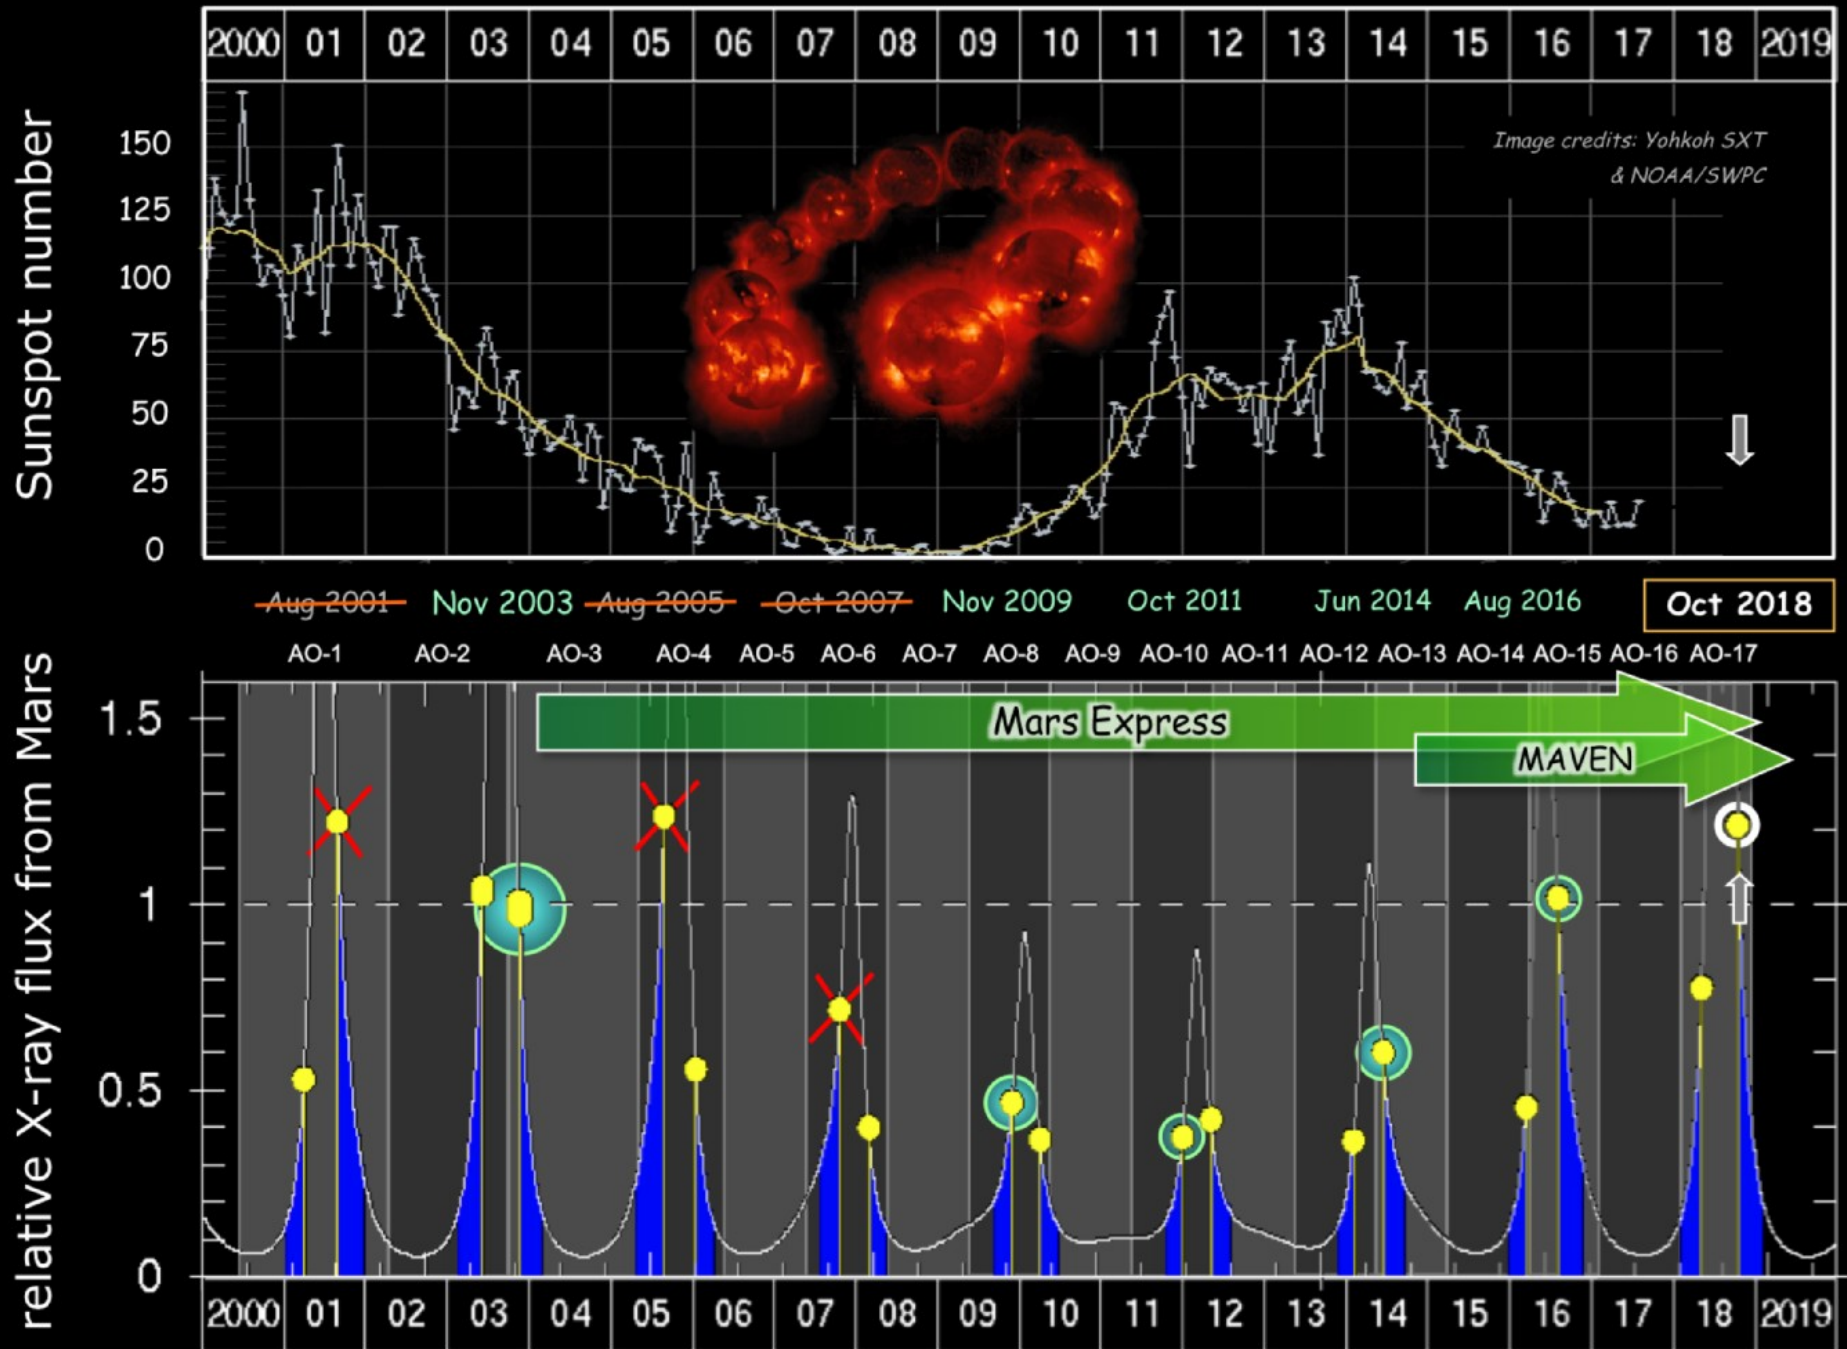 2000 01 02 03 04 05 06 07 08 09 10 11 12 13 14 15 16 17 18 2019
Sunspot number
150
125
100
75
50
25
0
Image credits: Yohkoh SXT
& NOAA/SWPC
Aug 2001 Nov 2003 Aug 2005 Oct 2007 Nov 2009 Oct 2011 Jun 2014 Aug 2016 Oct 2018
AO-1 AO-2 AO-3 AO-4 AO-5 AO-6 AO-7 AO-8 AO-9 AO-10 AO-11 AO-12 AO-13 AO-14 AO-15 AO-16 AO-17
relative X-ray flux from Mars
1.5
1
0.5
0
Mars Express
MAVEN
2000 01 02 03 04 05 06 07 08 09 10 11 12 13 14 15 16 17 18 2019